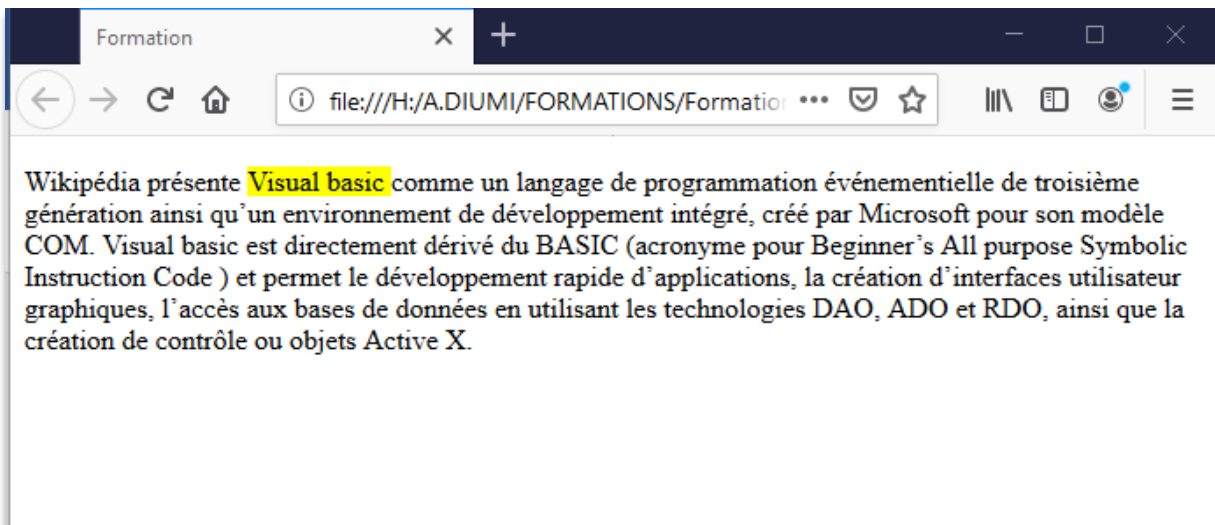 Formation
file:///H:/A.DIUMI/FORMATIONS/Formation
Wikipédia présente Visual basic comme un langage de programmation événementielle de troisième
génération ainsi qu’un environnement de développement intégré, créé par Microsoft pour son modèle
COM. Visual basic est directement dérivé du BASIC (acronyme pour Beginner’s All purpose Symbolic
Instruction Code ) et permet le développement rapide d’applications, la création d’interfaces utilisateur
graphiques, l’accès aux bases de données en utilisant les technologies DAO, ADO et RDO, ainsi que la
création de contrôle ou objets Active X.